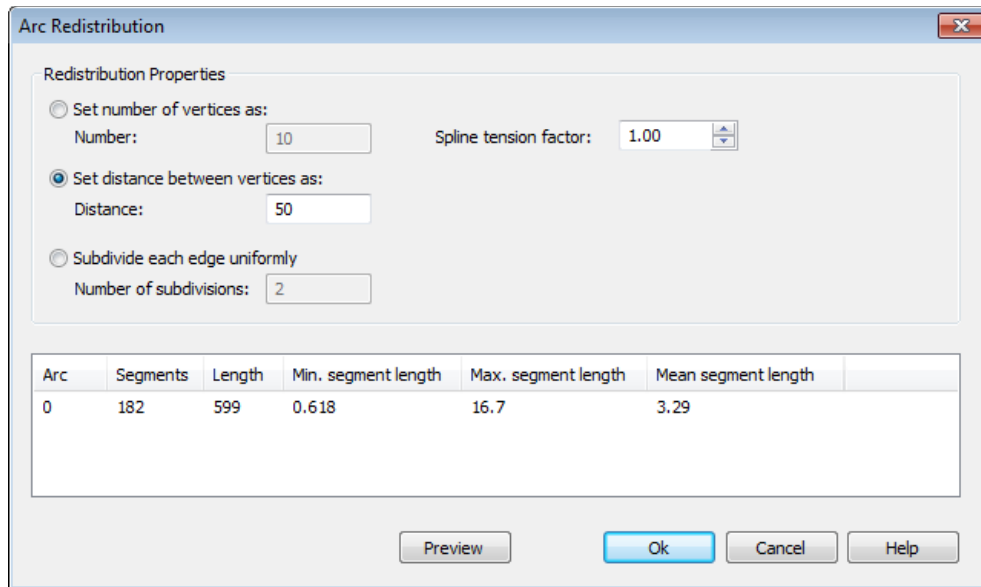 Arc Redistribution
Redistribution Properties
Set number of vertices as:
Number: 10 Spline tension factor: 1.00
Set distance between vertices as:
Distance: 50
Subdivide each edge uniformly
Number of subdivisions: 2
Arc Segments Length Min. segment length Max. segment length Mean segment length
0 182 599 0.618 16.7 3.29
Preview Ok Cancel Help